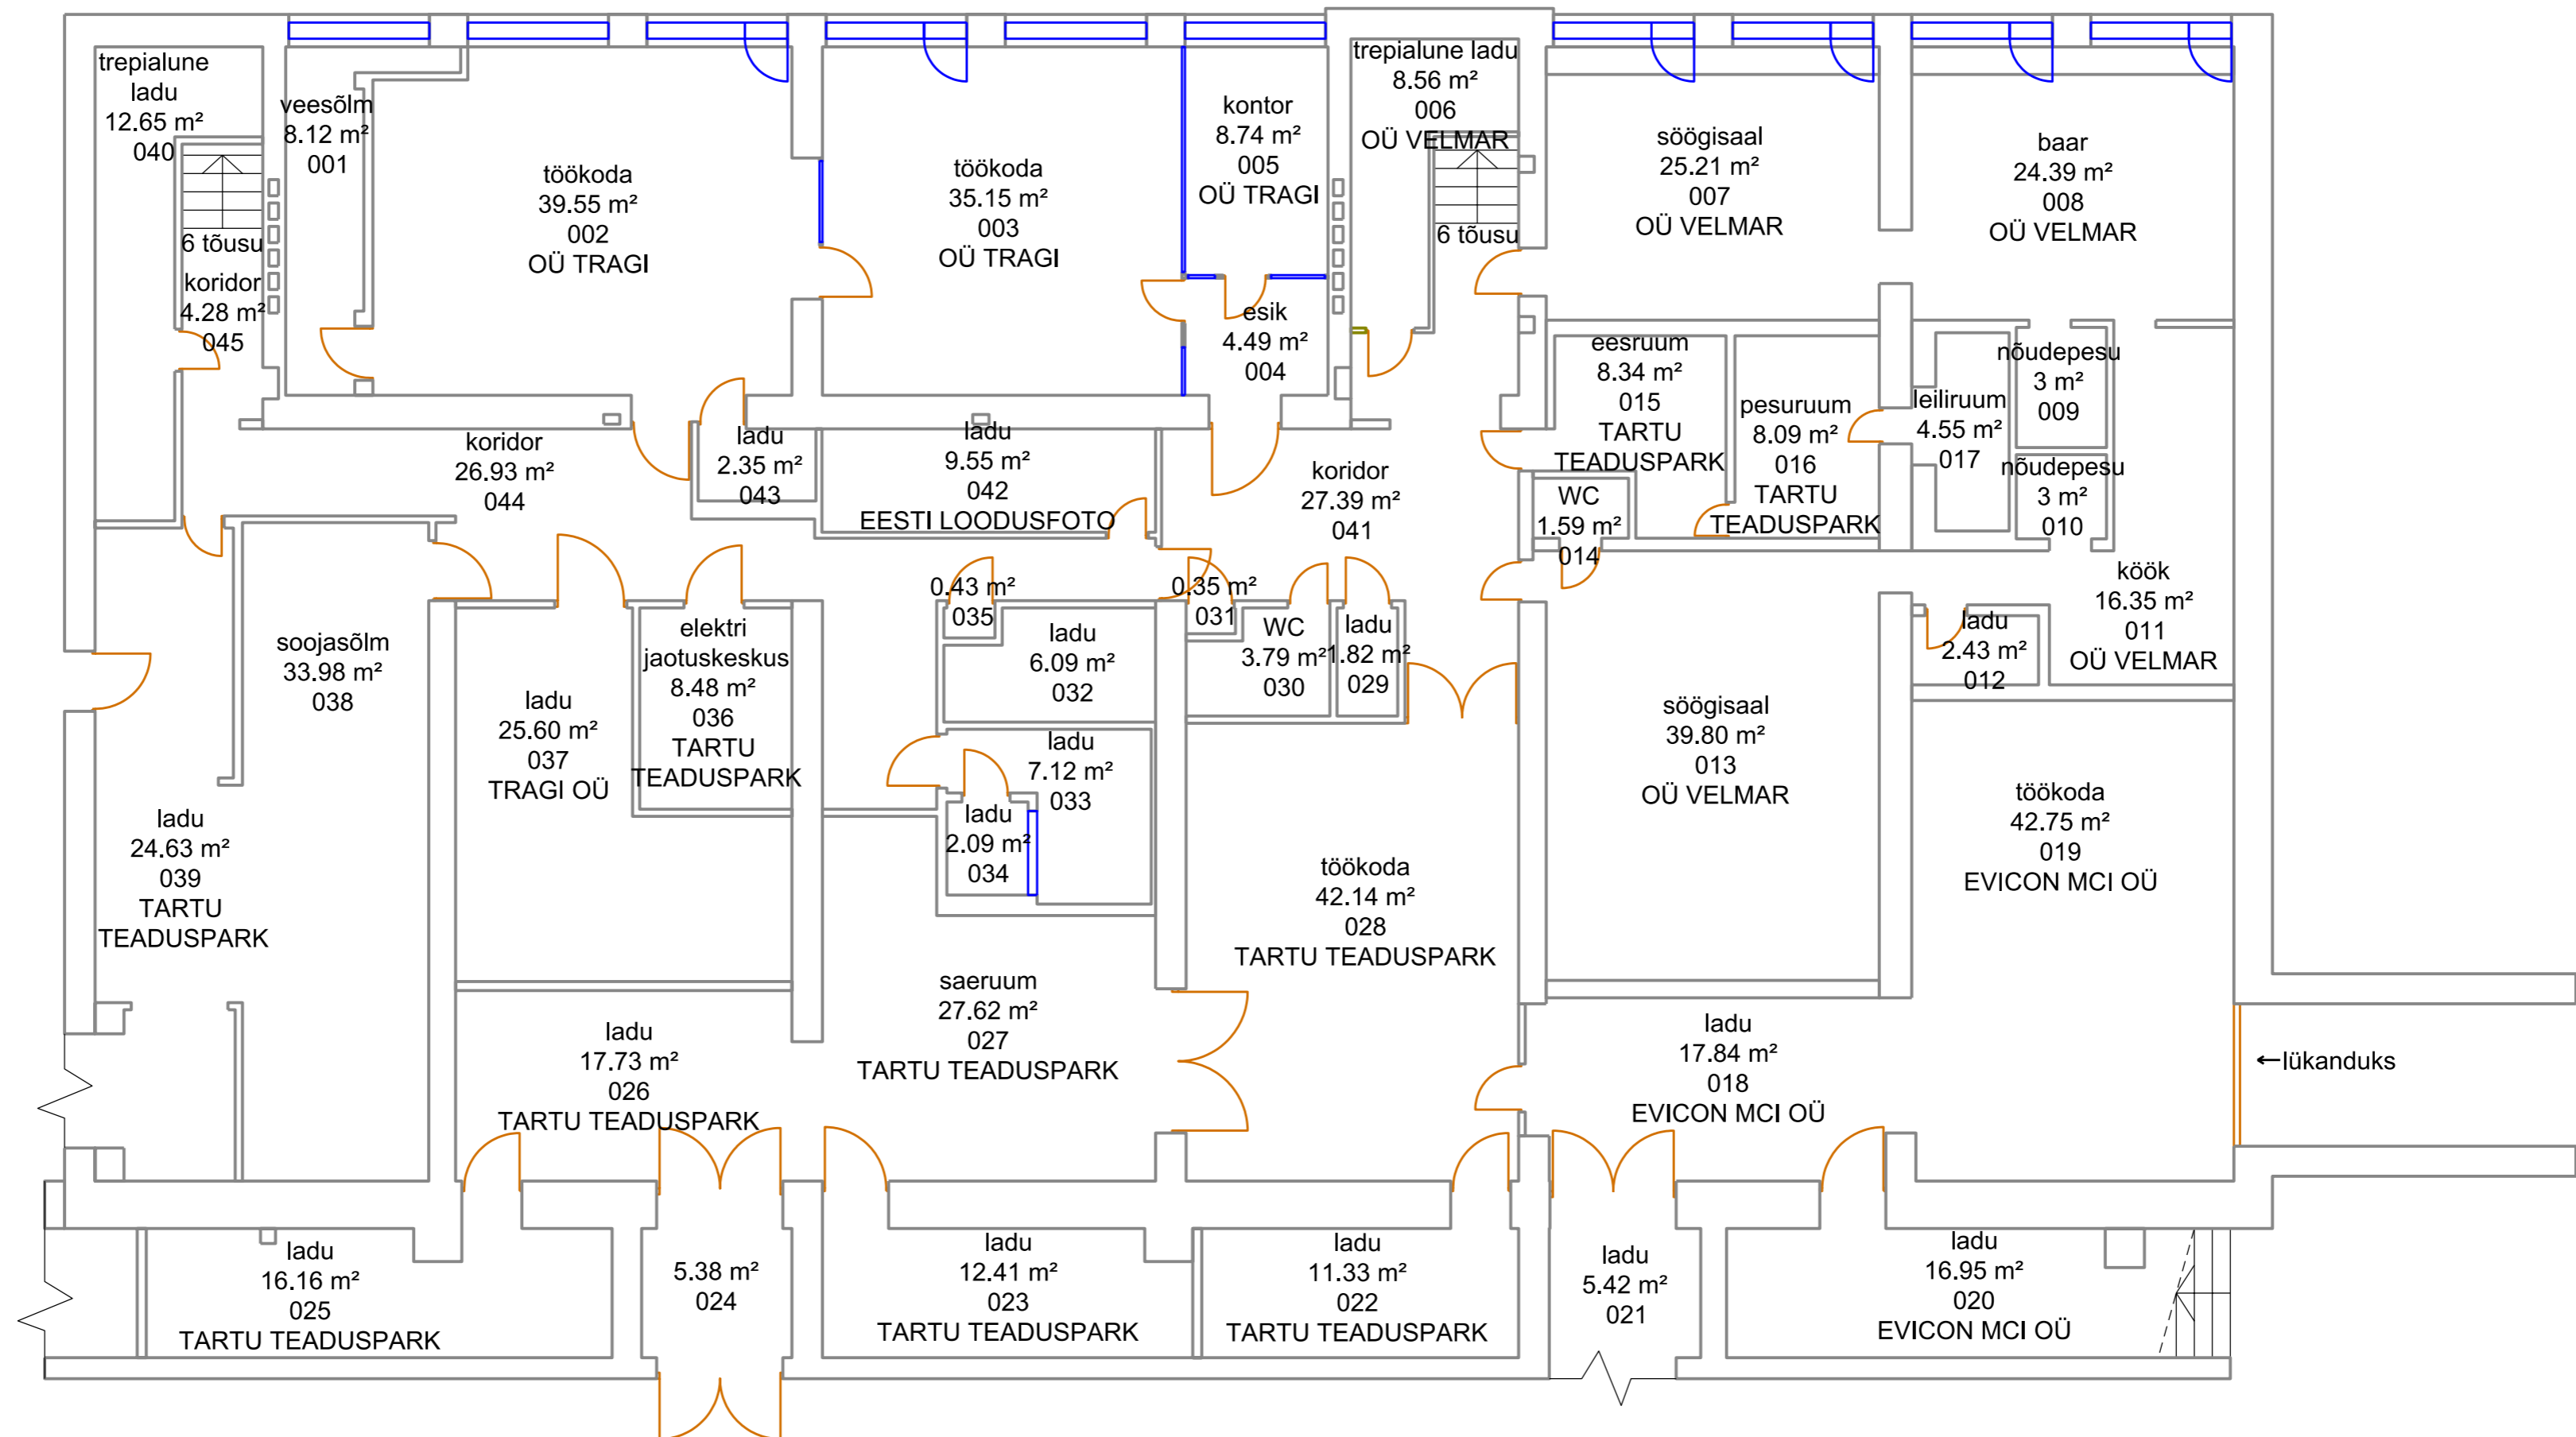 trepialune
ladu
12.65 m²
040
6 tõusu
koridor
4.28 m²
045
veesõlm
8.12 m²
001
töökoda
39.55 m²
002
OÜ TRAGI
töökoda
35.15 m²
003
OÜ TRAGI
kontor
8.74 m²
005
OÜ TRAGI
esik
4.49 m²
004
trepialune ladu
8.56 m²
006
OÜ VELMAR
6 tõusu
söögisaal
25.21 m²
007
OÜ VELMAR
baar
24.39 m²
008
OÜ VELMAR
eesruum
8.34 m²
015
TARTU
TEADUSPARK
pesuruum
8.09 m²
016
TARTU
TEADUSPARK
leiliruum
4.55 m²
017
nõudepesu
3 m²
009
nõudepesu
3 m²
010
koridor
26.93 m²
044
ladu
2.35 m²
043
ladu
9.55 m²
042
EESTI LOODUSFOTO
koridor
27.39 m²
041
WC
1.59 m²
014
köök
16.35 m²
011
OÜ VELMAR
ladu
2.43 m²
012
soojasõlm
33.98 m²
038
ladu
25.60 m²
037
TRAGI OÜ
elektri
jaotuskeskus
8.48 m²
036
TARTU
TEADUSPARK
0.43 m²
035
ladu
6.09 m²
032
0.35 m²
031
WC
3.79 m²
030
ladu
1.82 m²
029
ladu
7.12 m²
033
ladu
2.09 m²
034
söögisaal
39.80 m²
013
OÜ VELMAR
töökoda
42.75 m²
019
EVICON MCI OÜ
ladu
24.63 m²
039
TARTU
TEADUSPARK
töökoda
42.14 m²
028
TARTU TEADUSPARK
saeruum
27.62 m²
027
TARTU TEADUSPARK
ladu
17.73 m²
026
TARTU TEADUSPARK
ladu
17.84 m²
018
EVICON MCI OÜ
←lükanduks
ladu
16.16 m²
025
TARTU TEADUSPARK
5.38 m²
024
ladu
12.41 m²
023
TARTU TEADUSPARK
ladu
11.33 m²
022
TARTU TEADUSPARK
ladu
5.42 m²
021
ladu
16.95 m²
020
EVICON MCI OÜ